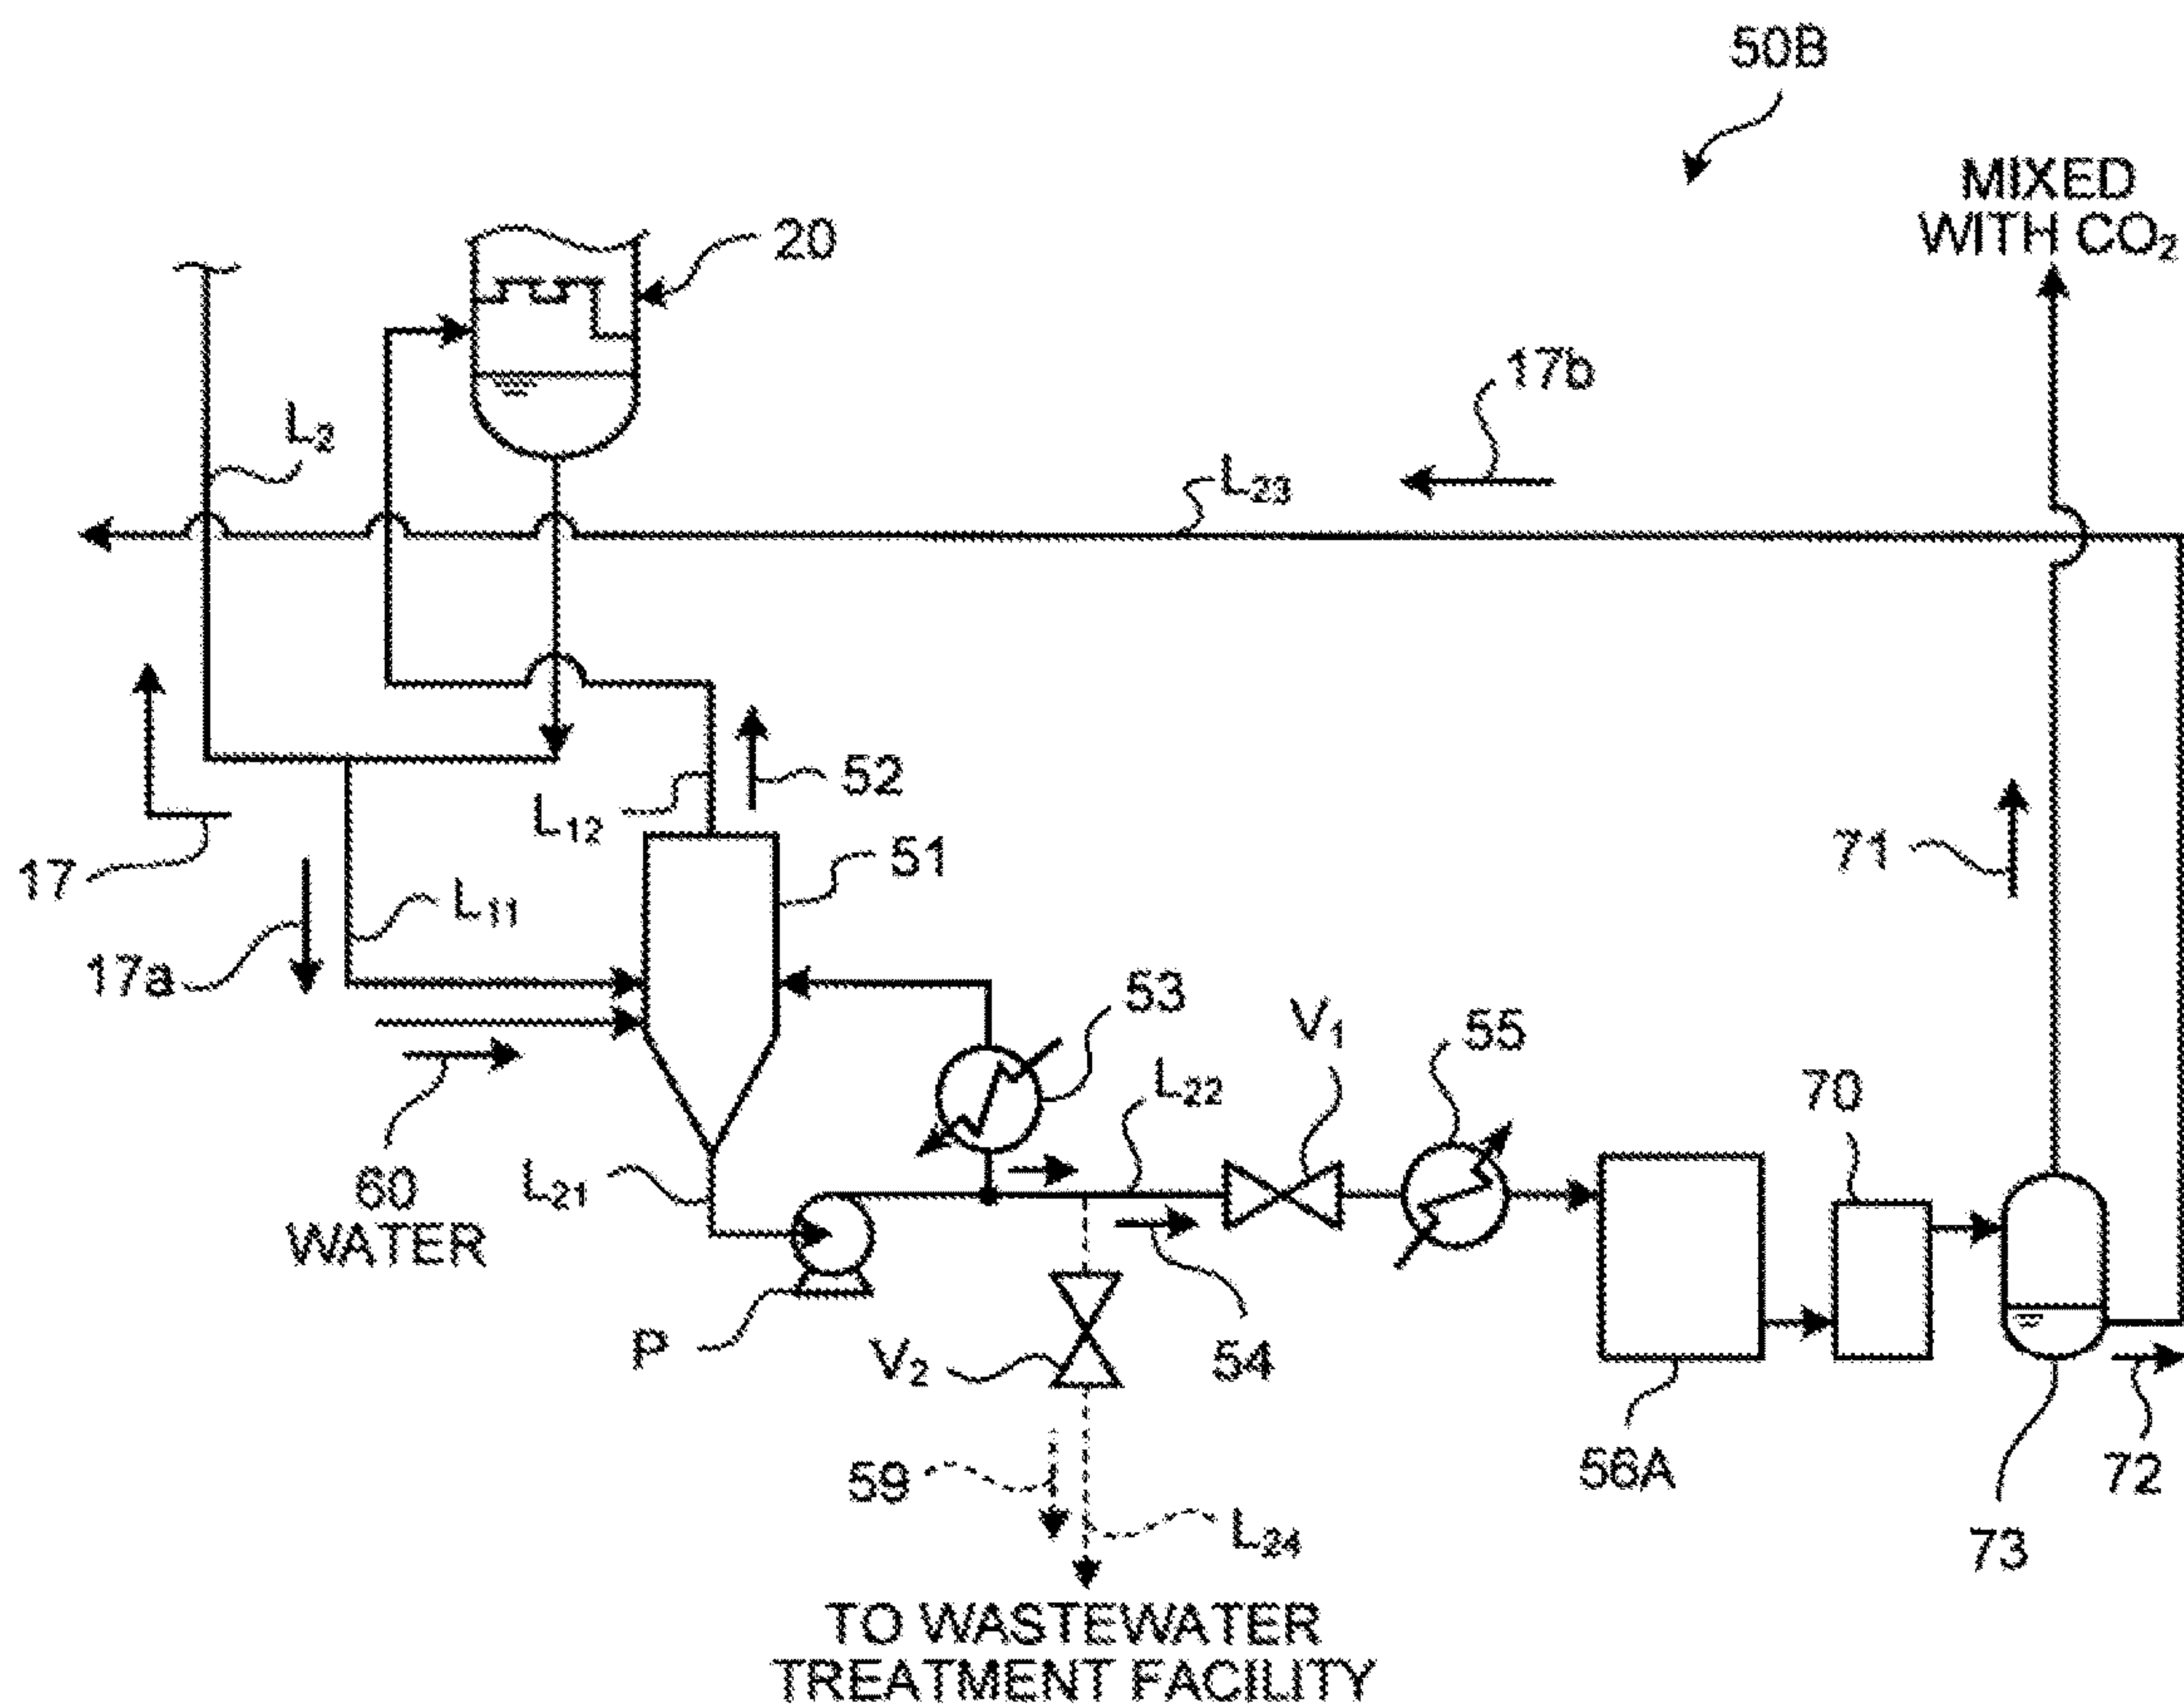 50B
MIXED
WITH CO₂
20
17b
L₃
L₂₃
52
L₁₂
51
17
71
L₁₁
17a
53
V₁
55
L₂₂
70
60
WATER
L₂₁
P
V₂
54
59
56A
72
L₂₄
73
TO WASTEWATER
TREATMENT FACILITY